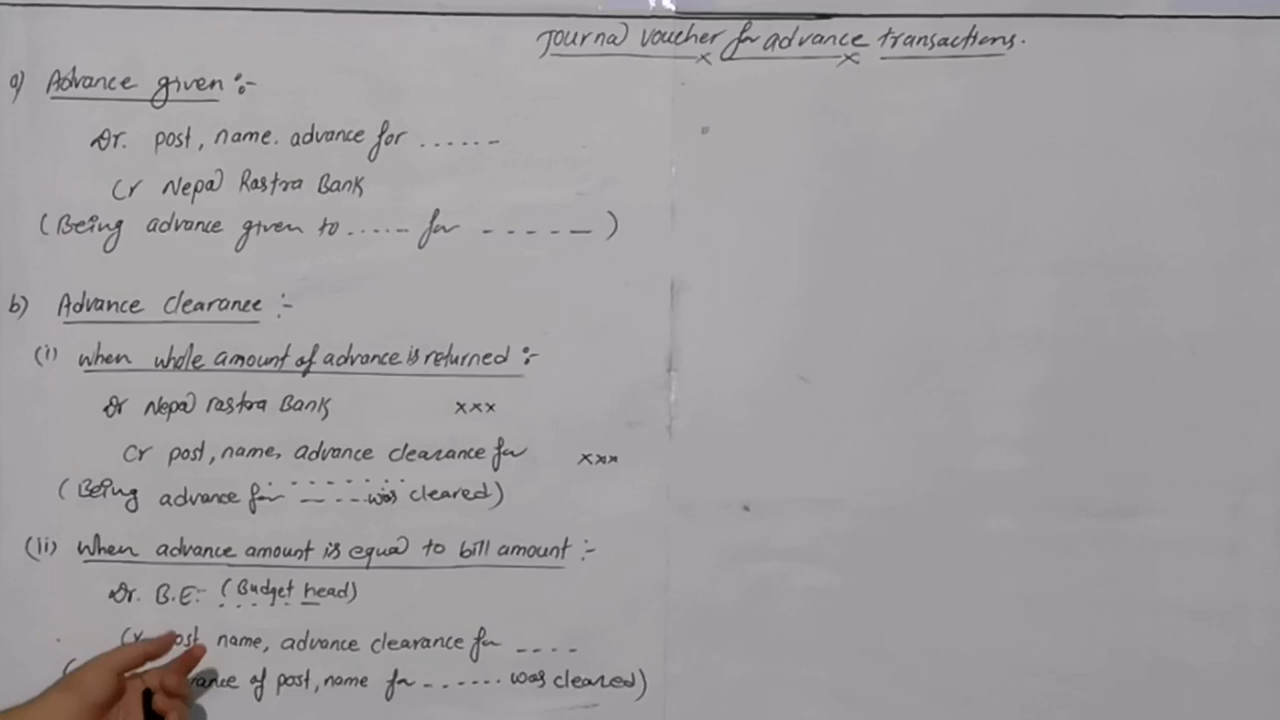 Journal voucher for advance transactions.
a) Advance given :-
Dr. post, name. advance for ......
Cr Nepal Rastra Bank
(Being advance given to ..... for -----)
b) Advance clearance :-
(i) when whole amount of advance is returned :-
Dr Nepal rastra Bank xxx
Cr post, name, advance clearance for ....... xxx
(Being advance for ----- was cleared)
(ii) When advance amount is equal to bill amount :-
Dr. B.E:- (Budget head)
Cr post name, advance clearance for ----
( of post, name for ------- was cleared)